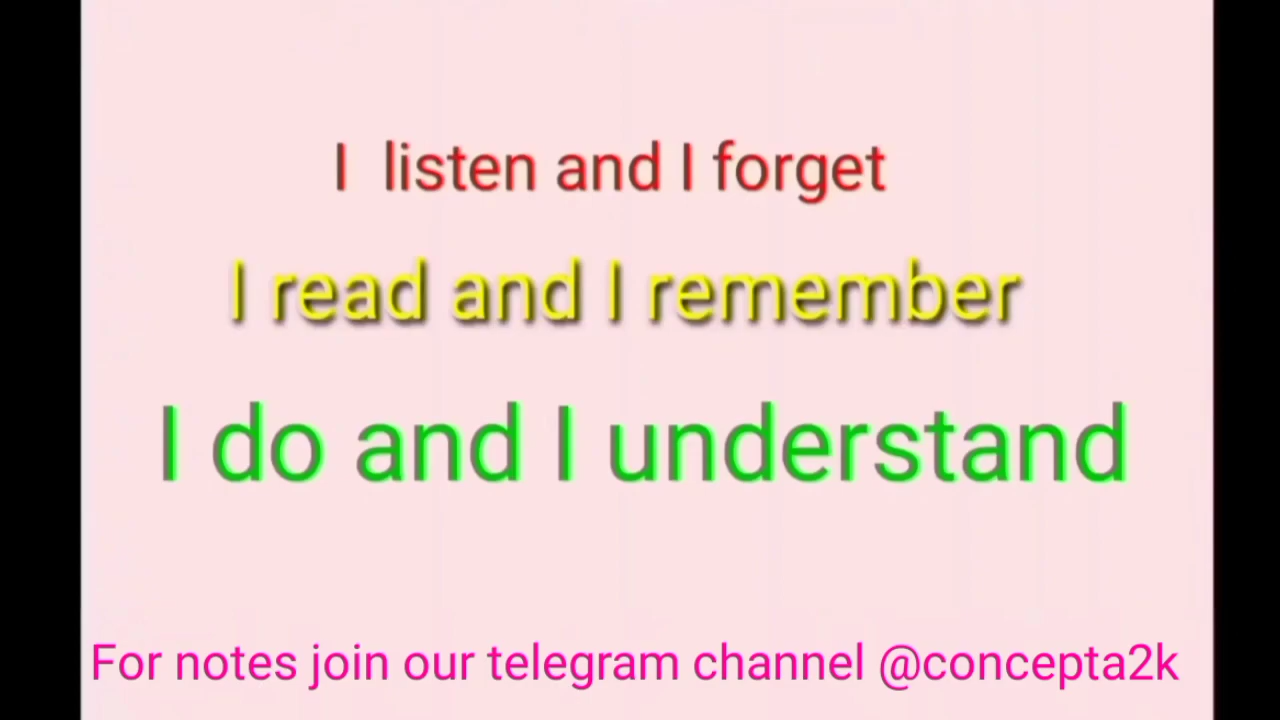 I listen and I forget
I read and I remember
I do and I understand
For notes join our telegram channel @concepta2k